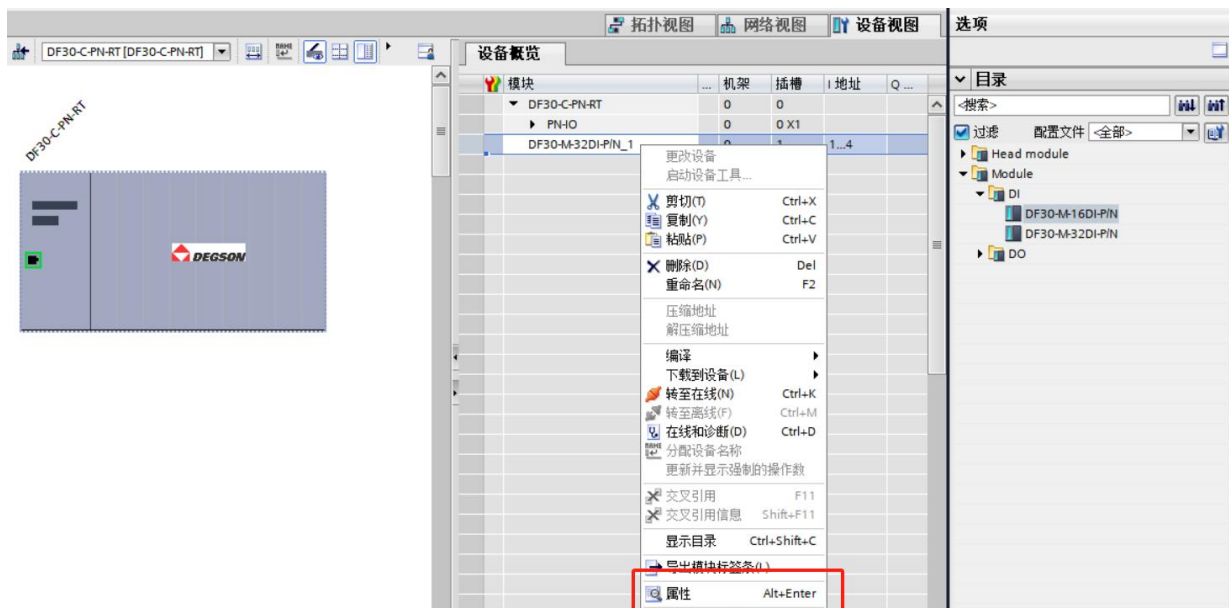 拓扑视图 网络视图 设备视图 选项
DF30-C-PN-RT [DF30-C-PN-RT]
设备概览
模块 ... 机架 插槽 I 地址 Q ...
DF30-C-PN-RT 0 0
PN-IO 0 0 X1
DF30-M-32DI-P/N_1 0 1 1...4
DF30-C-PN-RT
DEGSON
更改设备
启动设备工具...
剪切(T) Ctrl+X
复制(Y) Ctrl+C
粘贴(P) Ctrl+V
删除(D) Del
重命名(N) F2
压缩地址
解压缩地址
编译
下载到设备(L)
转至在线(N) Ctrl+K
转至离线(F) Ctrl+M
在线和诊断(D) Ctrl+D
分配设备名称
更新并显示强制的操作数
交叉引用 F11
交叉引用信息 Shift+F11
显示目录 Ctrl+Shift+C
导出模块标签条(L)...
属性 Alt+Enter
目录
<搜索>
过滤 配置文件 <全部>
Head module
Module
DI
DF30-M-16DI-P/N
DF30-M-32DI-P/N
DO